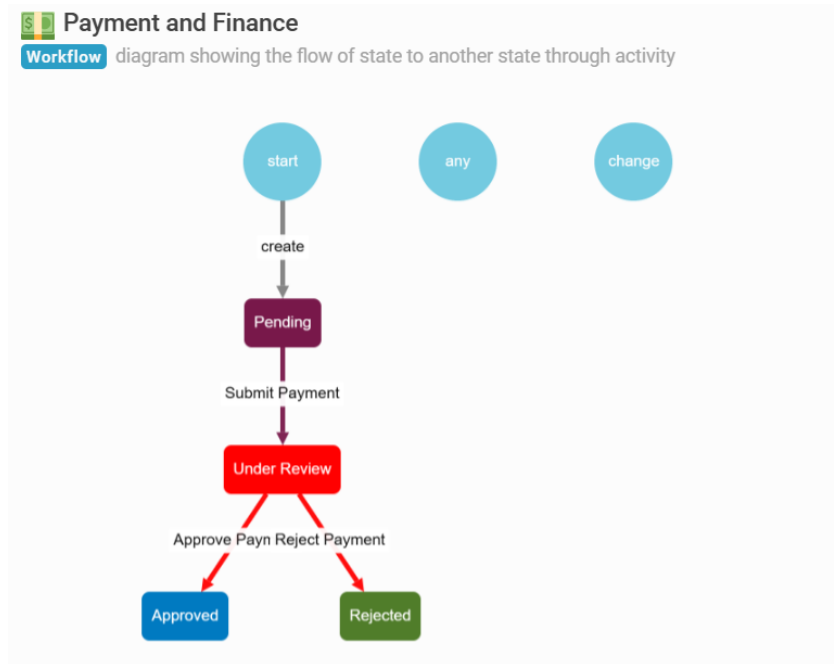 Payment and Finance
Workflow diagram showing the flow of state to another state through activity
start any change
create
Pending
Submit Payment
Under Review
Approve Payn Reject Payment
Approved Rejected